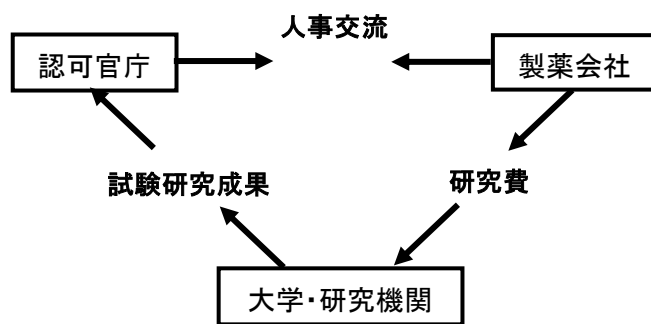 人事交流
認可官庁
製薬会社
試験研究成果
研究費
大学・研究機関